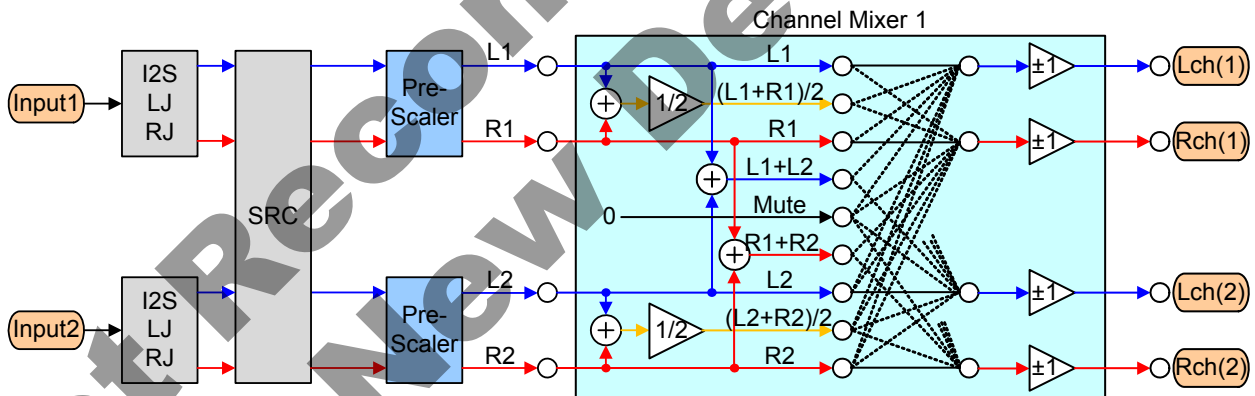 Channel Mixer 1
Input1
I2S
LJ
RJ
SRC
Pre-
Scaler
L1
R1
L1
1/2
(L1+R1)/2
R1
L1+L2
0
Mute
R1+R2
L2
1/2
(L2+R2)/2
R2
±1
Lch(1)
±1
Rch(1)
Input2
I2S
LJ
RJ
Pre-
Scaler
L2
R2
±1
Lch(2)
±1
Rch(2)